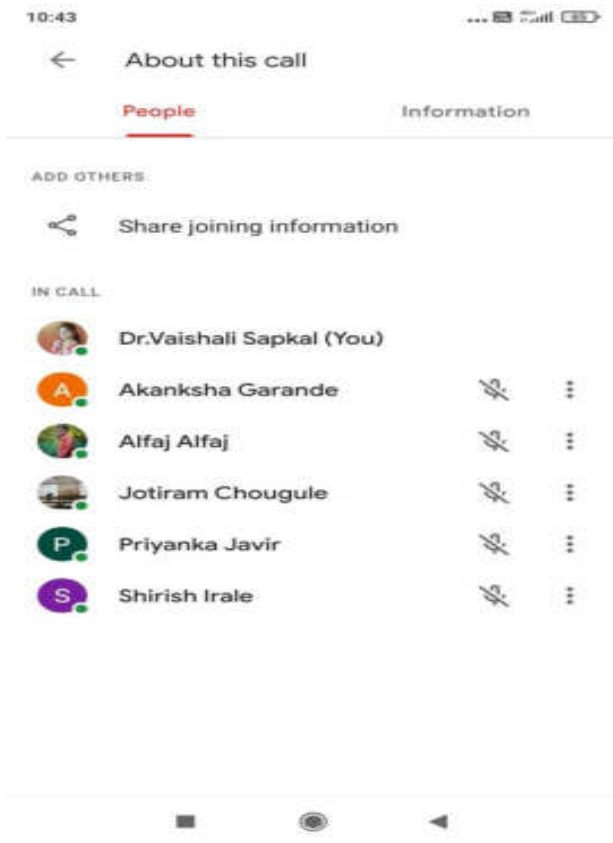 10:43
About this call
People Information
ADD OTHERS
Share joining information
IN CALL
Dr.Vaishali Sapkal (You)
A Akanksha Garande
Alfaj Alfaj
Jotiram Chougule
P Priyanka Javir
S Shirish Irale